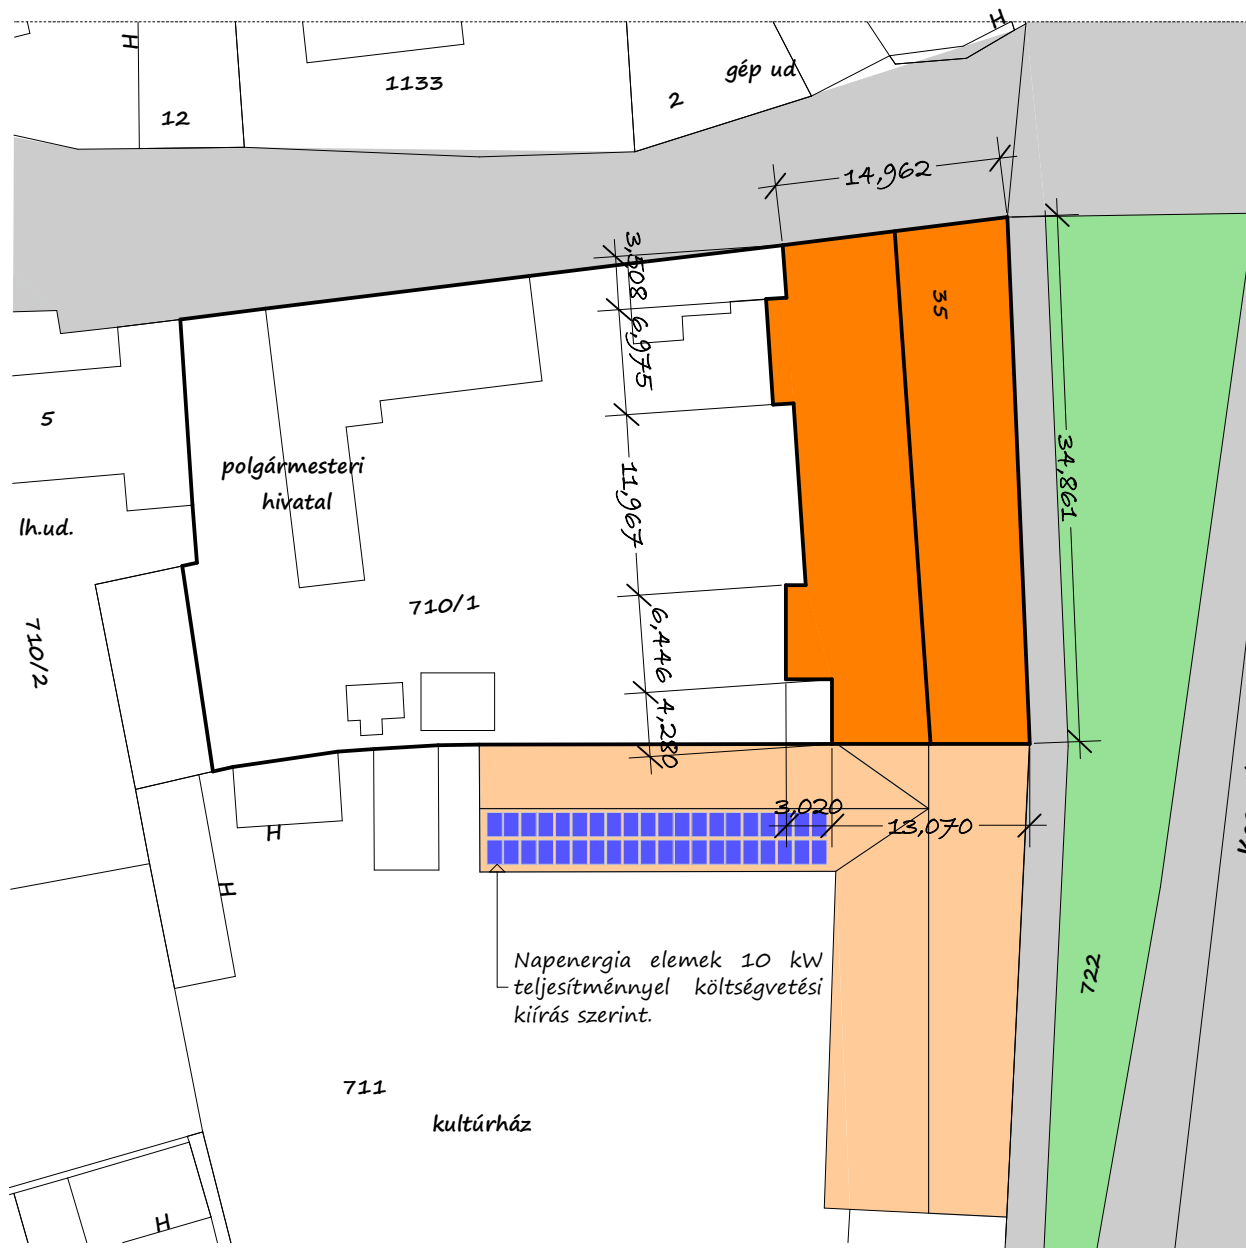 H
H
1133
gép ud
2
12
14,962
3,508
35
6,975
5
34,861
polgármesteri
hivatal
11,967
lh.ud.
710/1
710/2
6,446
4,280
3,020
13,070
H
H
Napenergia elemek 10 kW
teljesítménnyel költségvetési
kiírás szerint.
722
711
kultúrház
H